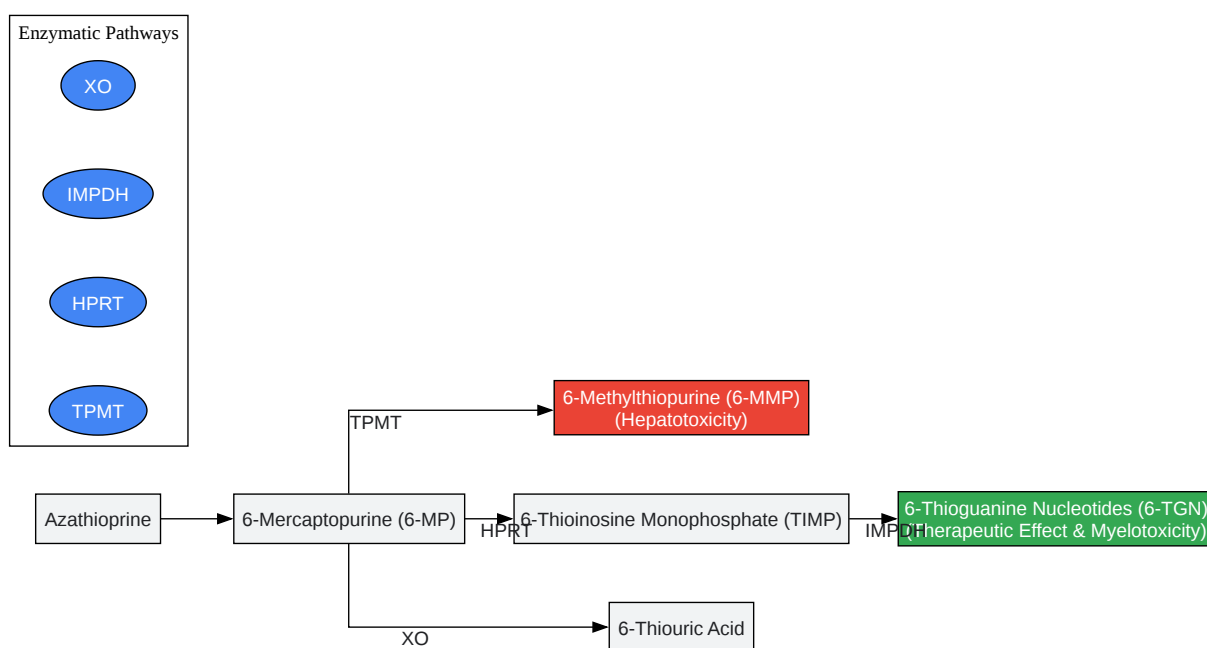 Enzymatic Pathways
XO
IMPDH
HPRT
TPMT
6-Methylthiopurine (6-MMP)
(Hepatotoxicity)
TPMT
Azathioprine
6-Mercaptopurine (6-MP)
HPRT
6-Thioinosine Monophosphate (TIMP)
IMPDH
6-Thioguanine Nucleotides (6-TGN)
(Therapeutic Effect & Myelotoxicity)
XO
6-Thiouric Acid